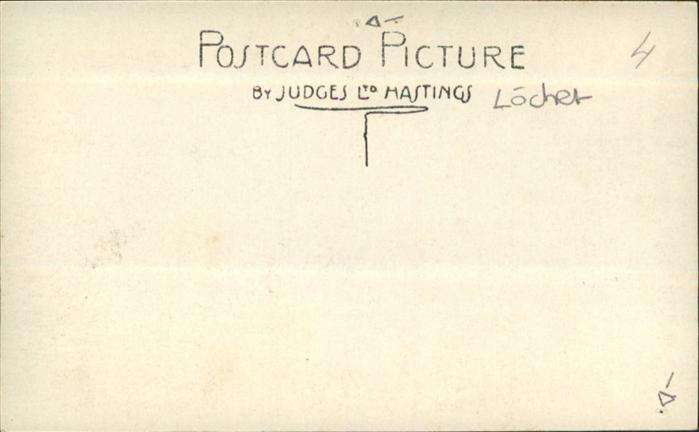 POSTCARD PICTURE
4
BY JUDGES LTD HASTINGS
Löcher